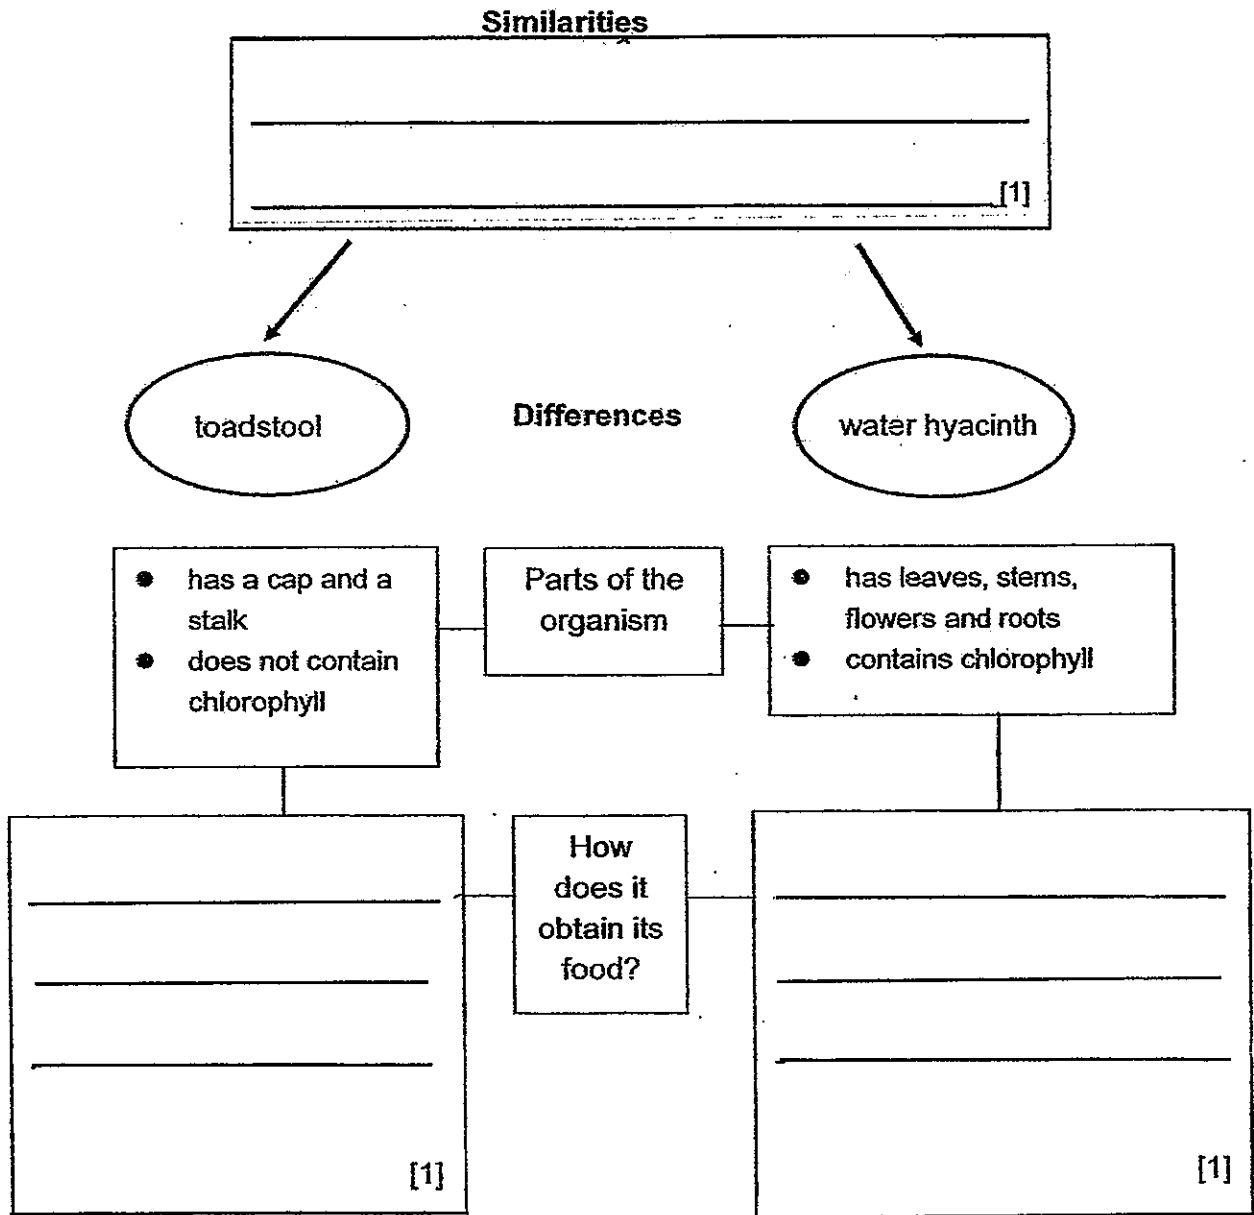 Similarities
[1]
toadstool
Differences
water hyacinth
● has a cap and a
stalk
● does not contain
chlorophyll
Parts of the
organism
● has leaves, stems,
flowers and roots
● contains chlorophyll
How
does it
obtain its
food?
[1]
[1]